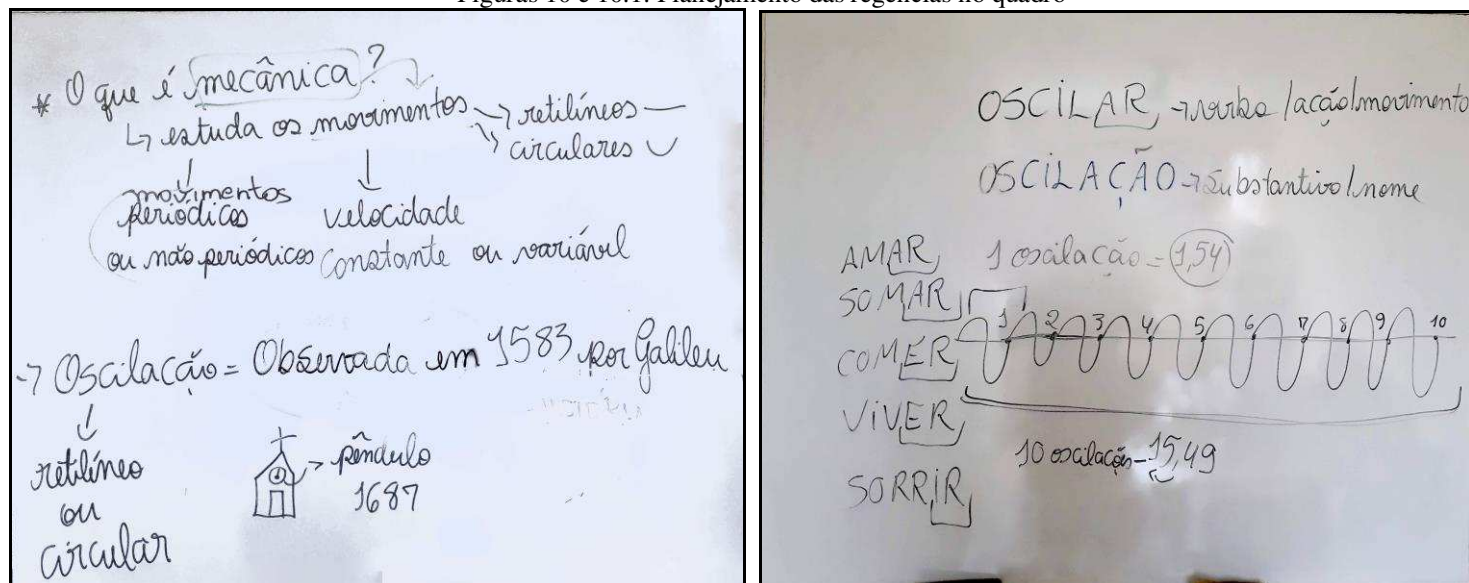 Figuras 10 e 10.1: Planejamento das regências no quadro
* O que é mecânica?
↳ estuda os movimentos → retilíneos —
→ circulares
movimentos
periódicos
ou não periódicos
velocidade
constante ou variável
→ Oscilação = Observada em 1583 por Galileu
retilíneo
ou
circular
pêndulo
1687
OSCILAR → verbo / ação / movimento
OSCILAÇÃO → substantivo / nome
1 oscilação = 1,54
AMAR
SOMAR
COMER
VIVER
SORRIR
1 2 3 4 5 6 7 8 9 10
10 oscilações – 15,49